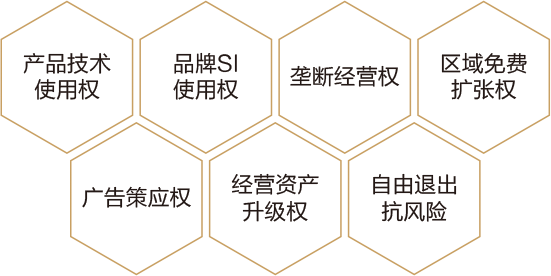 产品技术
使用权
品牌SI
使用权
垄断经营权
区域免费
扩张权
广告策应权
经营资产
升级权
自由退出
抗风险